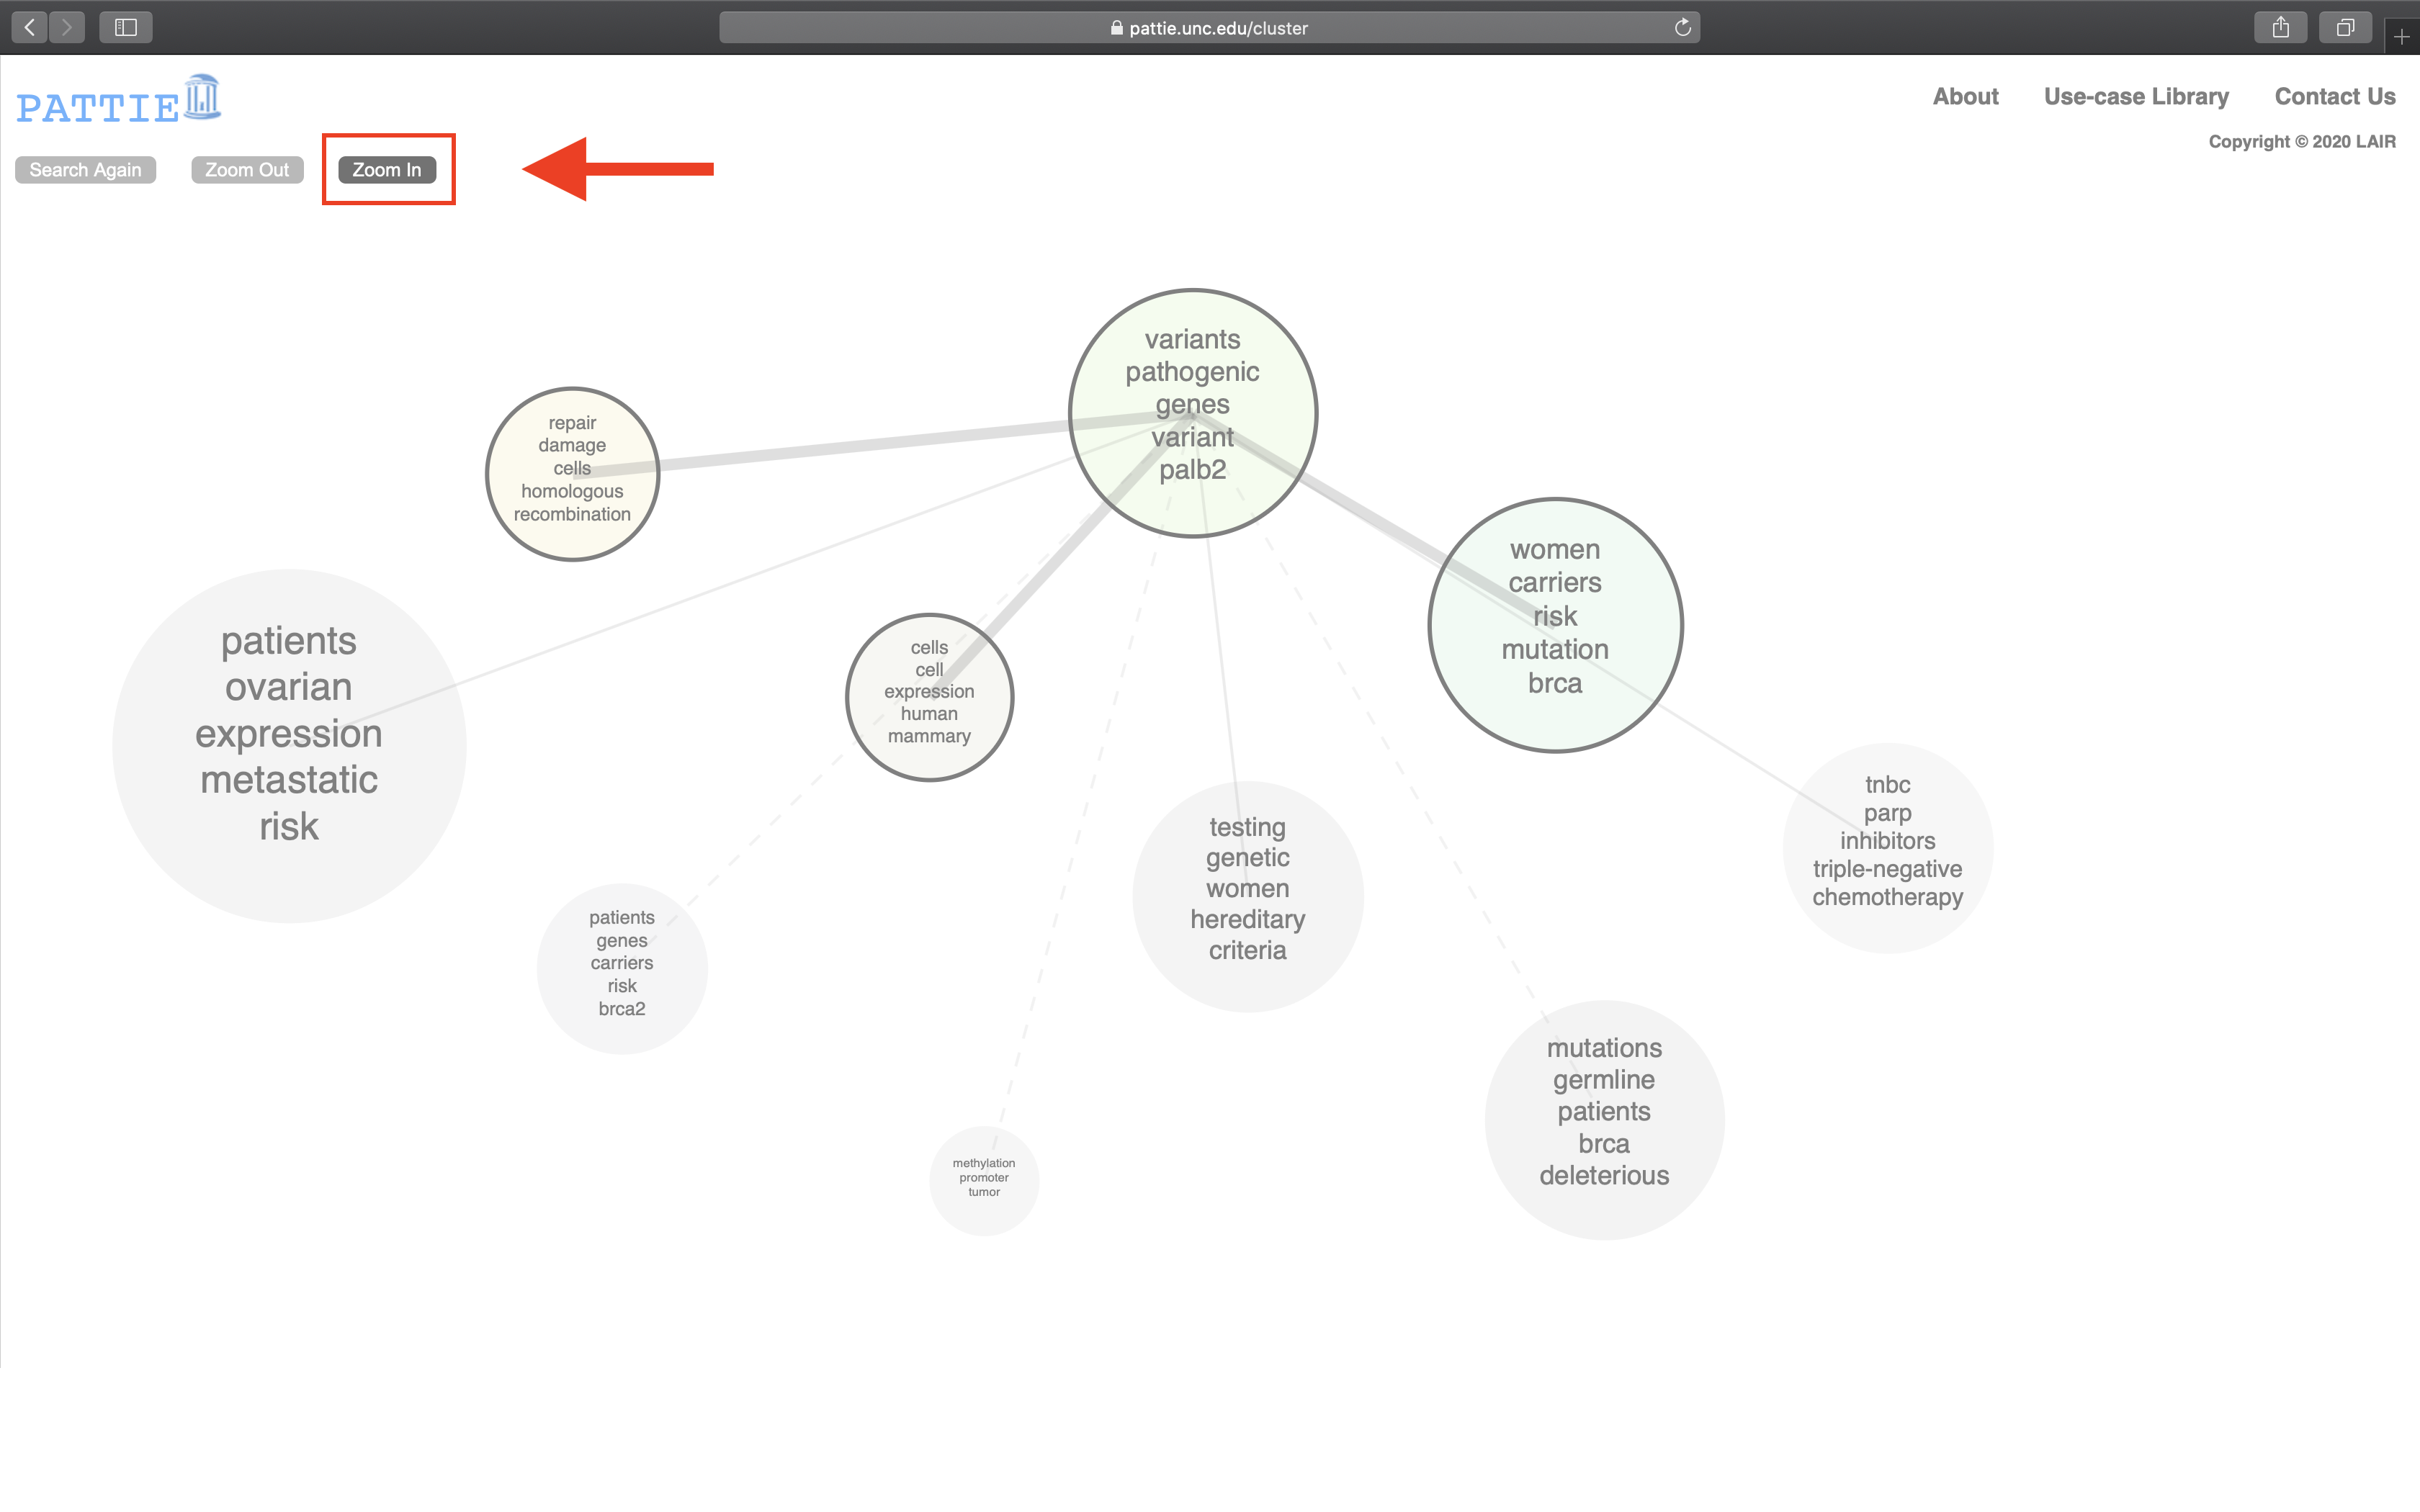 pattie.unc.edu/cluster
PATTIE
About
Use-case Library
Contact Us
Copyright © 2020 LAIR
Search Again
Zoom Out
Zoom In
variants
pathogenic
genes
variant
palb2
repair
damage
cells
homologous
recombination
women
carriers
risk
mutation
brca
patients
ovarian
expression
metastatic
risk
cells
cell
expression
human
mammary
tnbc
parp
inhibitors
triple-negative
chemotherapy
testing
genetic
women
hereditary
criteria
patients
genes
carriers
risk
brca2
mutations
germline
patients
brca
deleterious
methylation
promoter
tumor